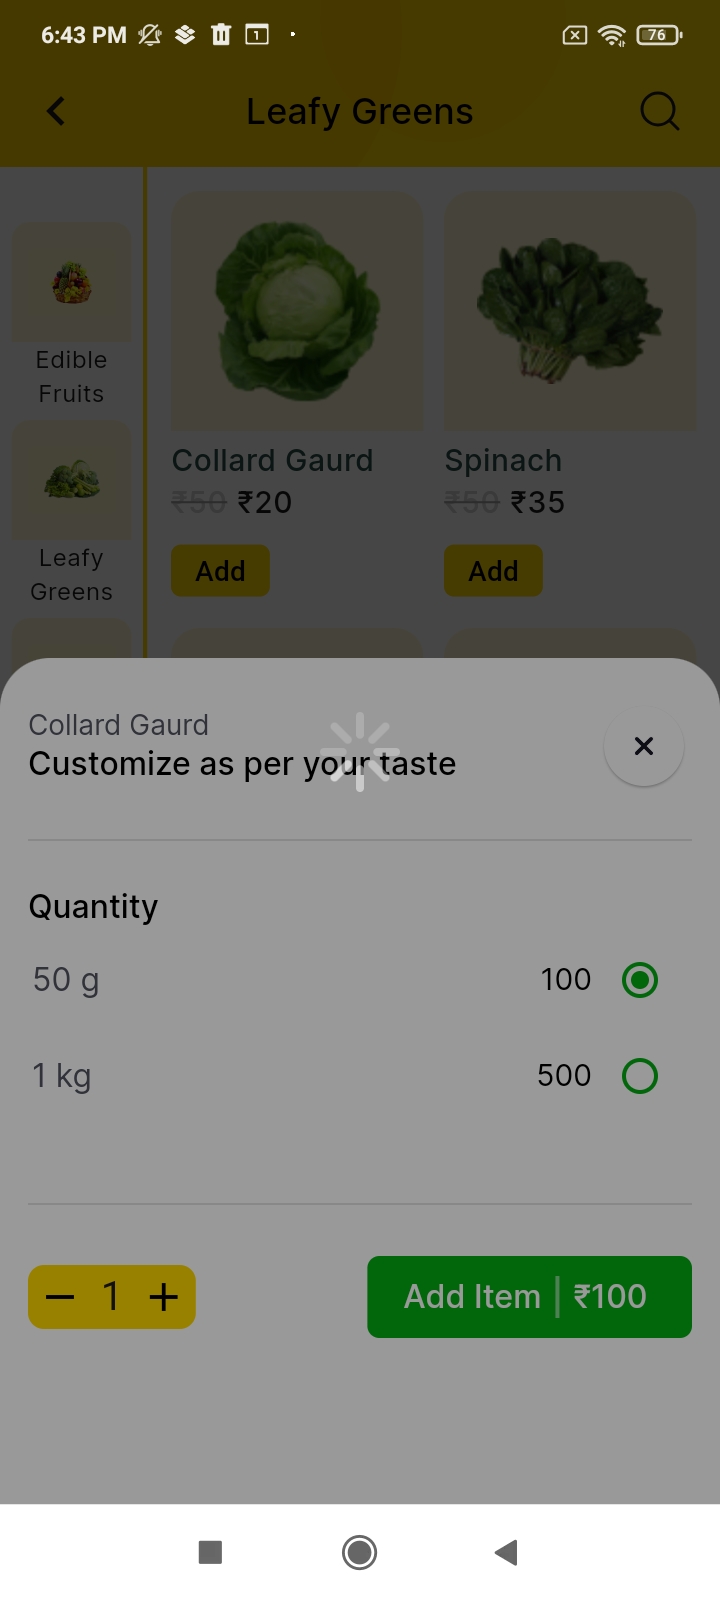 6:43 PM
1
76
Leafy Greens
Edible
Fruits
Leafy
Greens
Collard Gaurd
₹50 ₹20
Add
Spinach
₹50 ₹35
Add
Collard Gaurd
Customize as per your taste
Quantity
50 g 100
1 kg 500
1
Add Item | ₹100